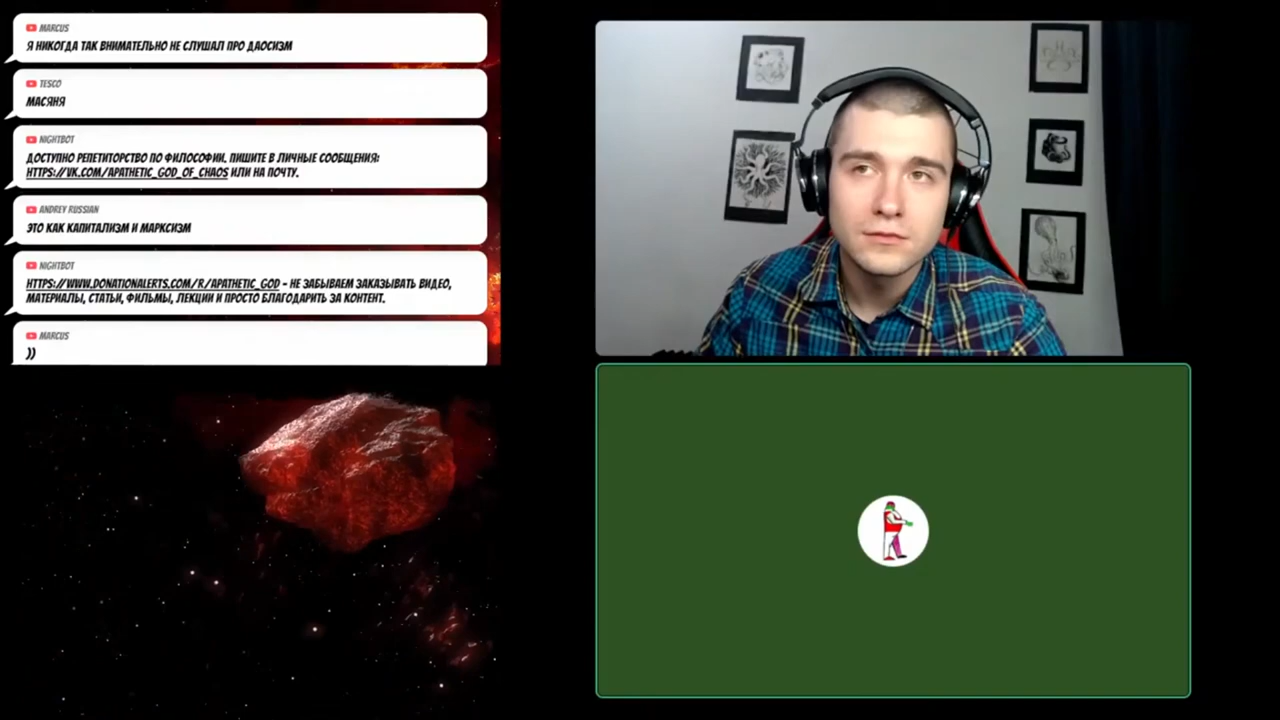 MARCUS
Я НИКОГДА ТАК ВНИМАТЕЛЬНО НЕ СЛУШАЛ ПРО ДАОСИЗМ
TESCO
МАСЯНЯ
NIGHTBOT
ДОСТУПНО РЕПЕТИТОРСТВО ПО ФИЛОСОФИИ. ПИШИТЕ В ЛИЧНЫЕ СООБЩЕНИЯ:
HTTPS://VK.COM/APATHETIC_GOD_OF_CHAOS ИЛИ НА ПОЧТУ.
ANDREY RUSSIAN
ЭТО КАК КАПИТАЛИЗМ И МАРКСИЗМ
NIGHTBOT
HTTPS://WWW.DONATIONALERTS.COM/R/APATHETIC_GOD - НЕ ЗАБЫВАЕМ ЗАКАЗЫВАТЬ ВИДЕО,
МАТЕРИАЛЫ, СТАТЬИ, ФИЛЬМЫ, ЛЕКЦИИ И ПРОСТО БЛАГОДАРИТЬ ЗА КОНТЕНТ.
MARCUS
))